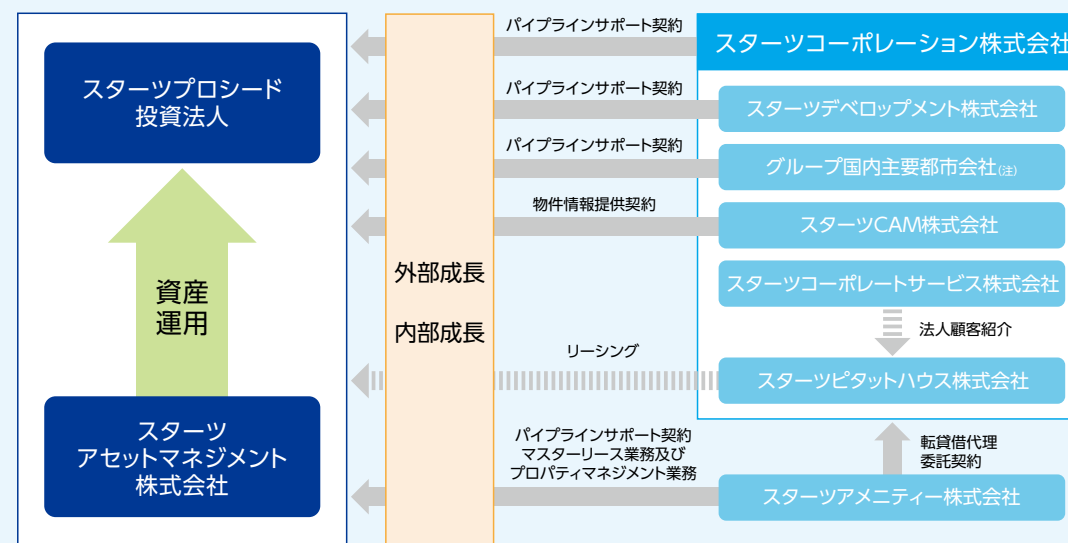 スターツプロシード
投資法人
資産
運用
スターツ
アセットマネジメント
株式会社
外部成長
内部成長
パイプラインサポート契約
パイプラインサポート契約
パイプラインサポート契約
物件情報提供契約
リーシング
パイプラインサポート契約
マスターリース業務及び
プロパティマネジメント業務
スターツコーポレーション株式会社
スターツデベロップメント株式会社
グループ国内主要都市会社(注)
スターツCAM株式会社
スターツコーポレートサービス株式会社
法人顧客紹介
スターツピタットハウス株式会社
転貸借代理
委託契約
スターツアメニティー株式会社